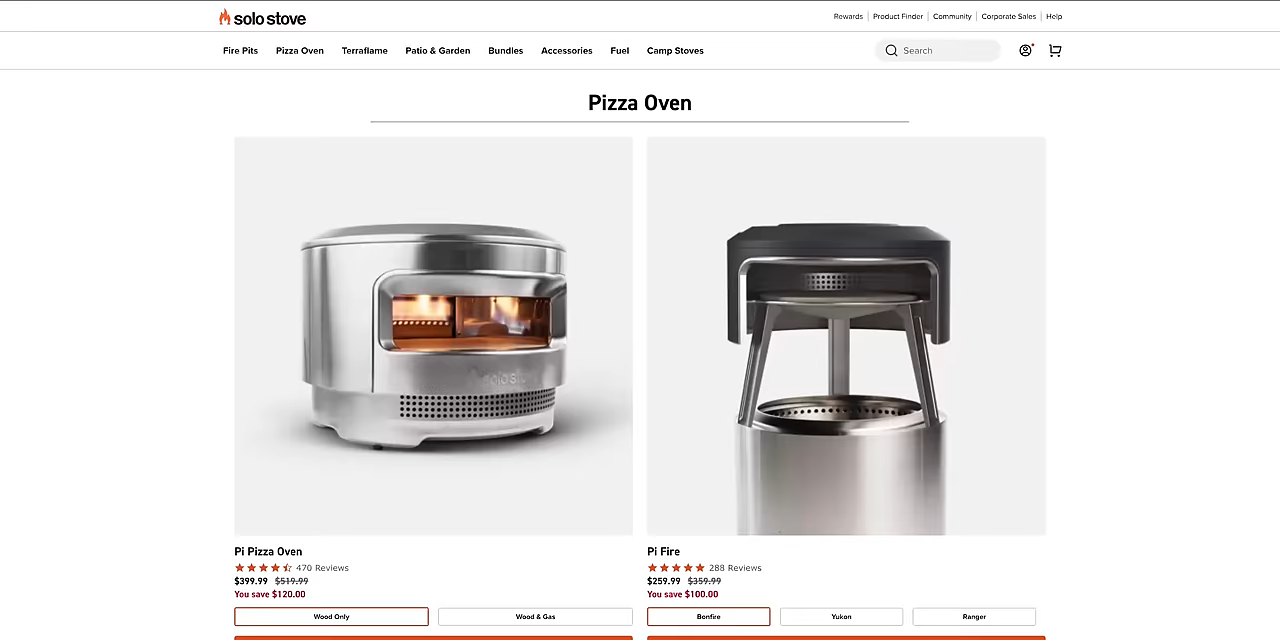 solo stove
Rewards | Product Finder | Community | Corporate Sales | Help
Fire Pits Pizza Oven Terraflame Patio & Garden Bundles Accessories Fuel Camp Stoves Search
Pizza Oven
Pi Pizza Oven
470 Reviews
$399.99 $519.99
You save $120.00
Wood Only Wood & Gas
Pi Fire
288 Reviews
$259.99 $359.99
You save $100.00
Bonfire Yukon Ranger